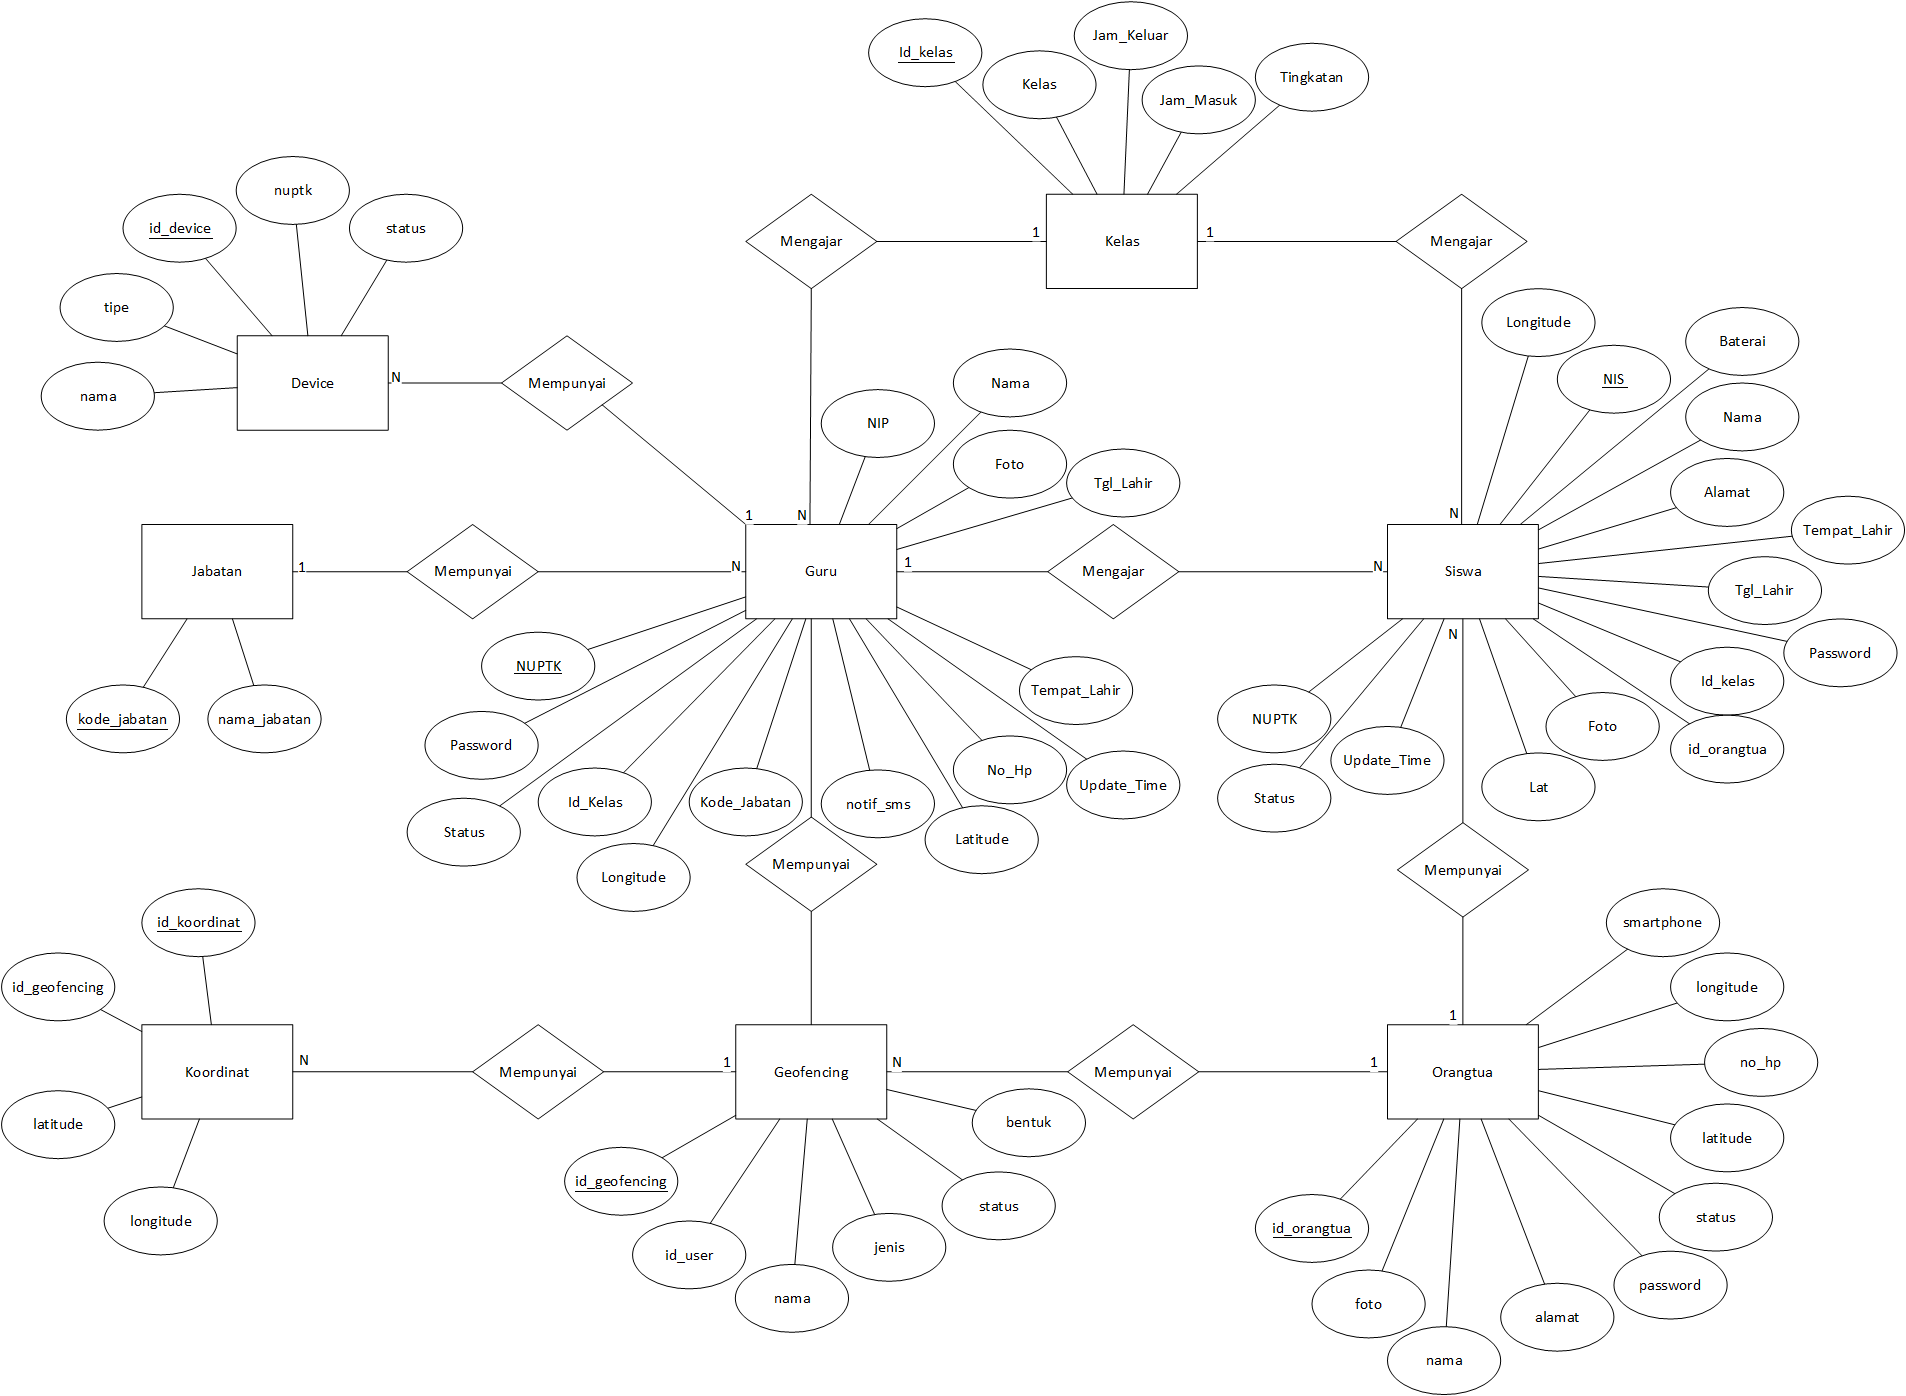 Jam_Keluar
Id_kelas
Kelas
Jam_Masuk
Tingkatan
nuptk
id_device
status
tipe
nama
Device
N
Mempunyai
1
Mengajar
1
Kelas
1
Mengajar
N
N
Longitude
NIS
Baterai
Nama
Alamat
Tempat_Lahir
Tgl_Lahir
Password
Id_kelas
id_orangtua
Foto
Lat
Update_Time
Status
NUPTK
Nama
NIP
Foto
Tgl_Lahir
Jabatan
1
Mempunyai
N
Guru
1
Mengajar
N
Siswa
N
kode_jabatan
nama_jabatan
NUPTK
Password
Status
Id_Kelas
Longitude
Kode_Jabatan
notif_sms
Latitude
No_Hp
Update_Time
Tempat_Lahir
Mempunyai
Mempunyai
id_koordinat
id_geofencing
Koordinat
latitude
longitude
N
Mempunyai
1
Geofencing
N
Mempunyai
1
1
Orangtua
bentuk
id_geofencing
id_user
nama
jenis
status
smartphone
longitude
no_hp
latitude
status
password
alamat
nama
foto
id_orangtua